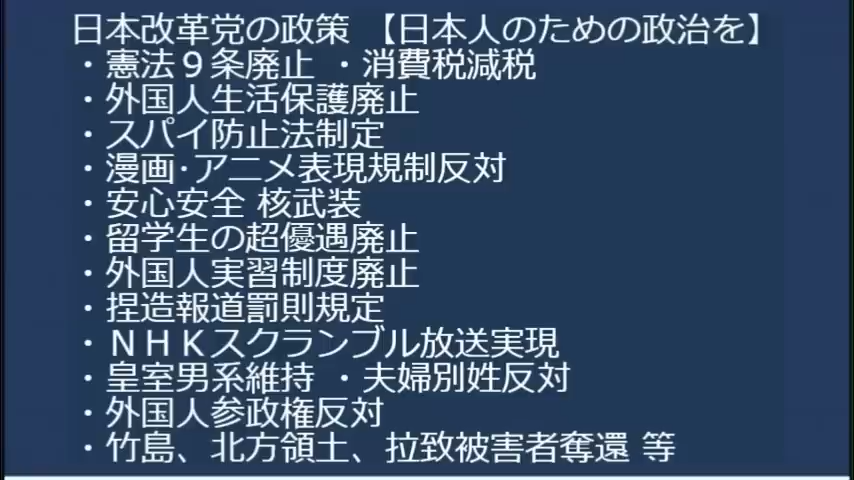 日本改革党の政策 【日本人のための政治を】
・憲法９条廃止 ・消費税減税
・外国人生活保護廃止
・スパイ防止法制定
・漫画･アニメ表現規制反対
・安心安全 核武装
・留学生の超優遇廃止
・外国人実習制度廃止
・捏造報道罰則規定
・ＮＨＫスクランブル放送実現
・皇室男系維持 ・夫婦別姓反対
・外国人参政権反対
・竹島、北方領土、拉致被害者奪還 等